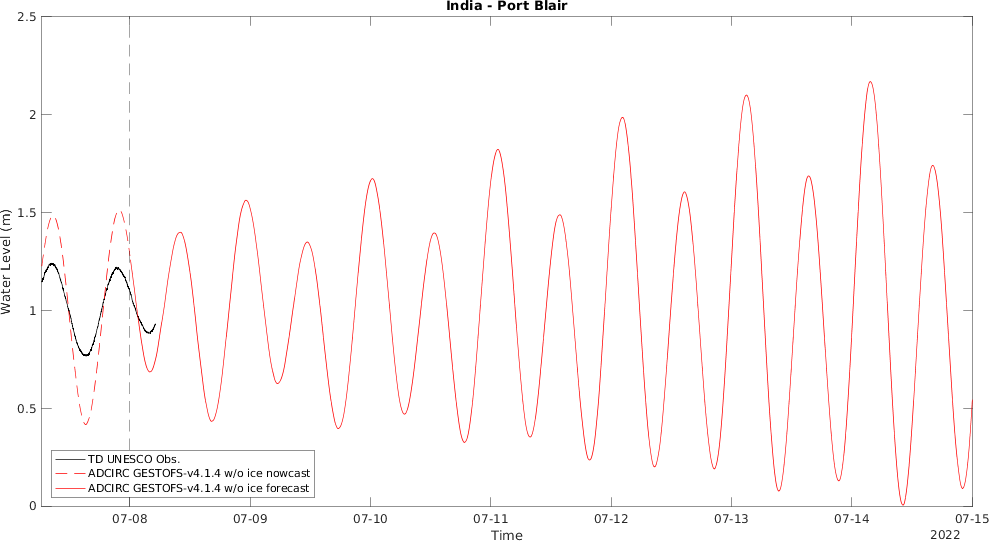 India - Port Blair
Water Level (m)
2.5
2
1.5
1
0.5
0
TD UNESCO Obs.
ADCIRC GESTOFS-v4.1.4 w/o ice nowcast
ADCIRC GESTOFS-v4.1.4 w/o ice forecast
07-08 07-09 07-10 07-11 07-12 07-13 07-14 07-15
Time
2022